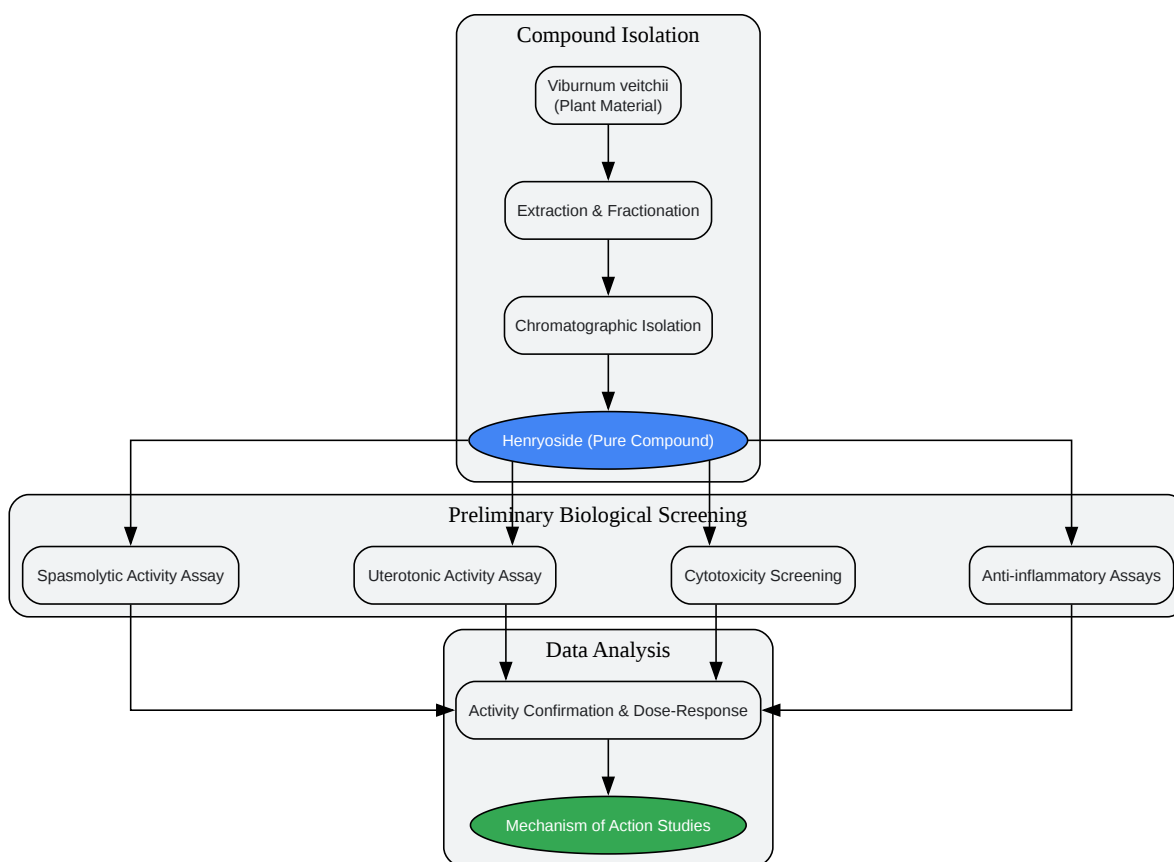 Compound Isolation
Viburnum veitchii
(Plant Material)
Extraction & Fractionation
Chromatographic Isolation
Henryoside (Pure Compound)
Preliminary Biological Screening
Spasmolytic Activity Assay
Uterotonic Activity Assay
Cytotoxicity Screening
Anti-inflammatory Assays
Data Analysis
Activity Confirmation & Dose-Response
Mechanism of Action Studies